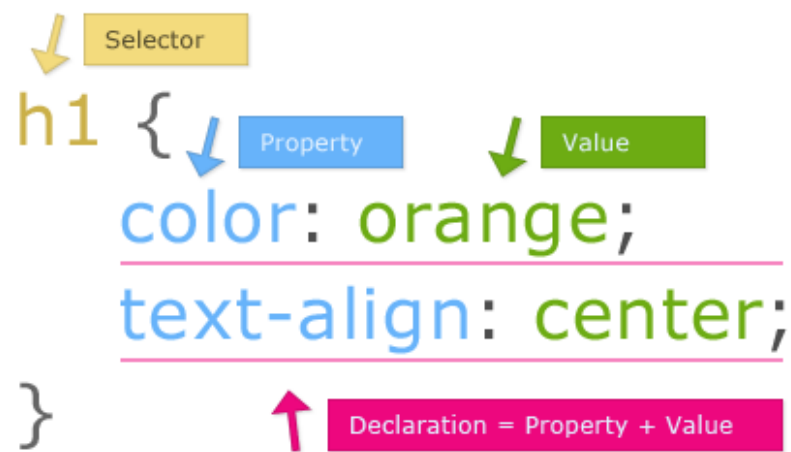 Selector
h1 {
Property
Value
color: orange;
text-align: center;
}
Declaration = Property + Value